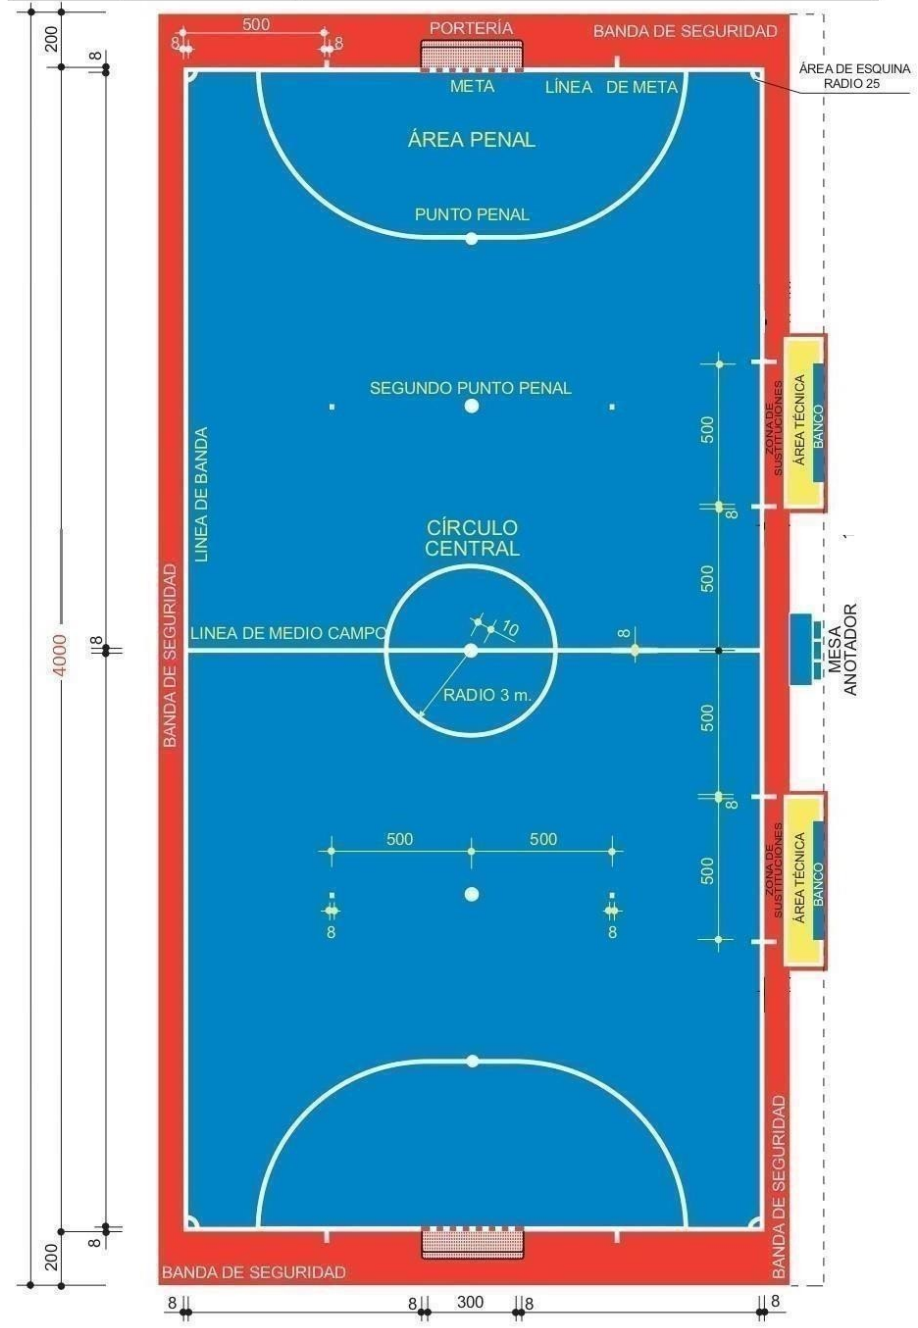 500
8
8
PORTERÍA
BANDA DE SEGURIDAD
200
8
META
LÍNEA DE META
ÁREA DE ESQUINA
RADIO 25
ÁREA PENAL
PUNTO PENAL
SEGUNDO PUNTO PENAL
LINEA DE BANDA
500
ZONA DE
SUSTITUCIONES
ÁREA TÉCNICA
BANCO
8
CÍRCULO
CENTRAL
500
BANDA DE SEGURIDAD
LINEA DE MEDIO CAMPO
10
8
8
4000
MESA
ANOTADOR
RADIO 3 m.
500
8
500
500
500
ZONA DE
SUSTITUCIONES
ÁREA TÉCNICA
BANCO
8
8
BANDA DE SEGURIDAD
200
8
BANDA DE SEGURIDAD
8
8
300
8
8